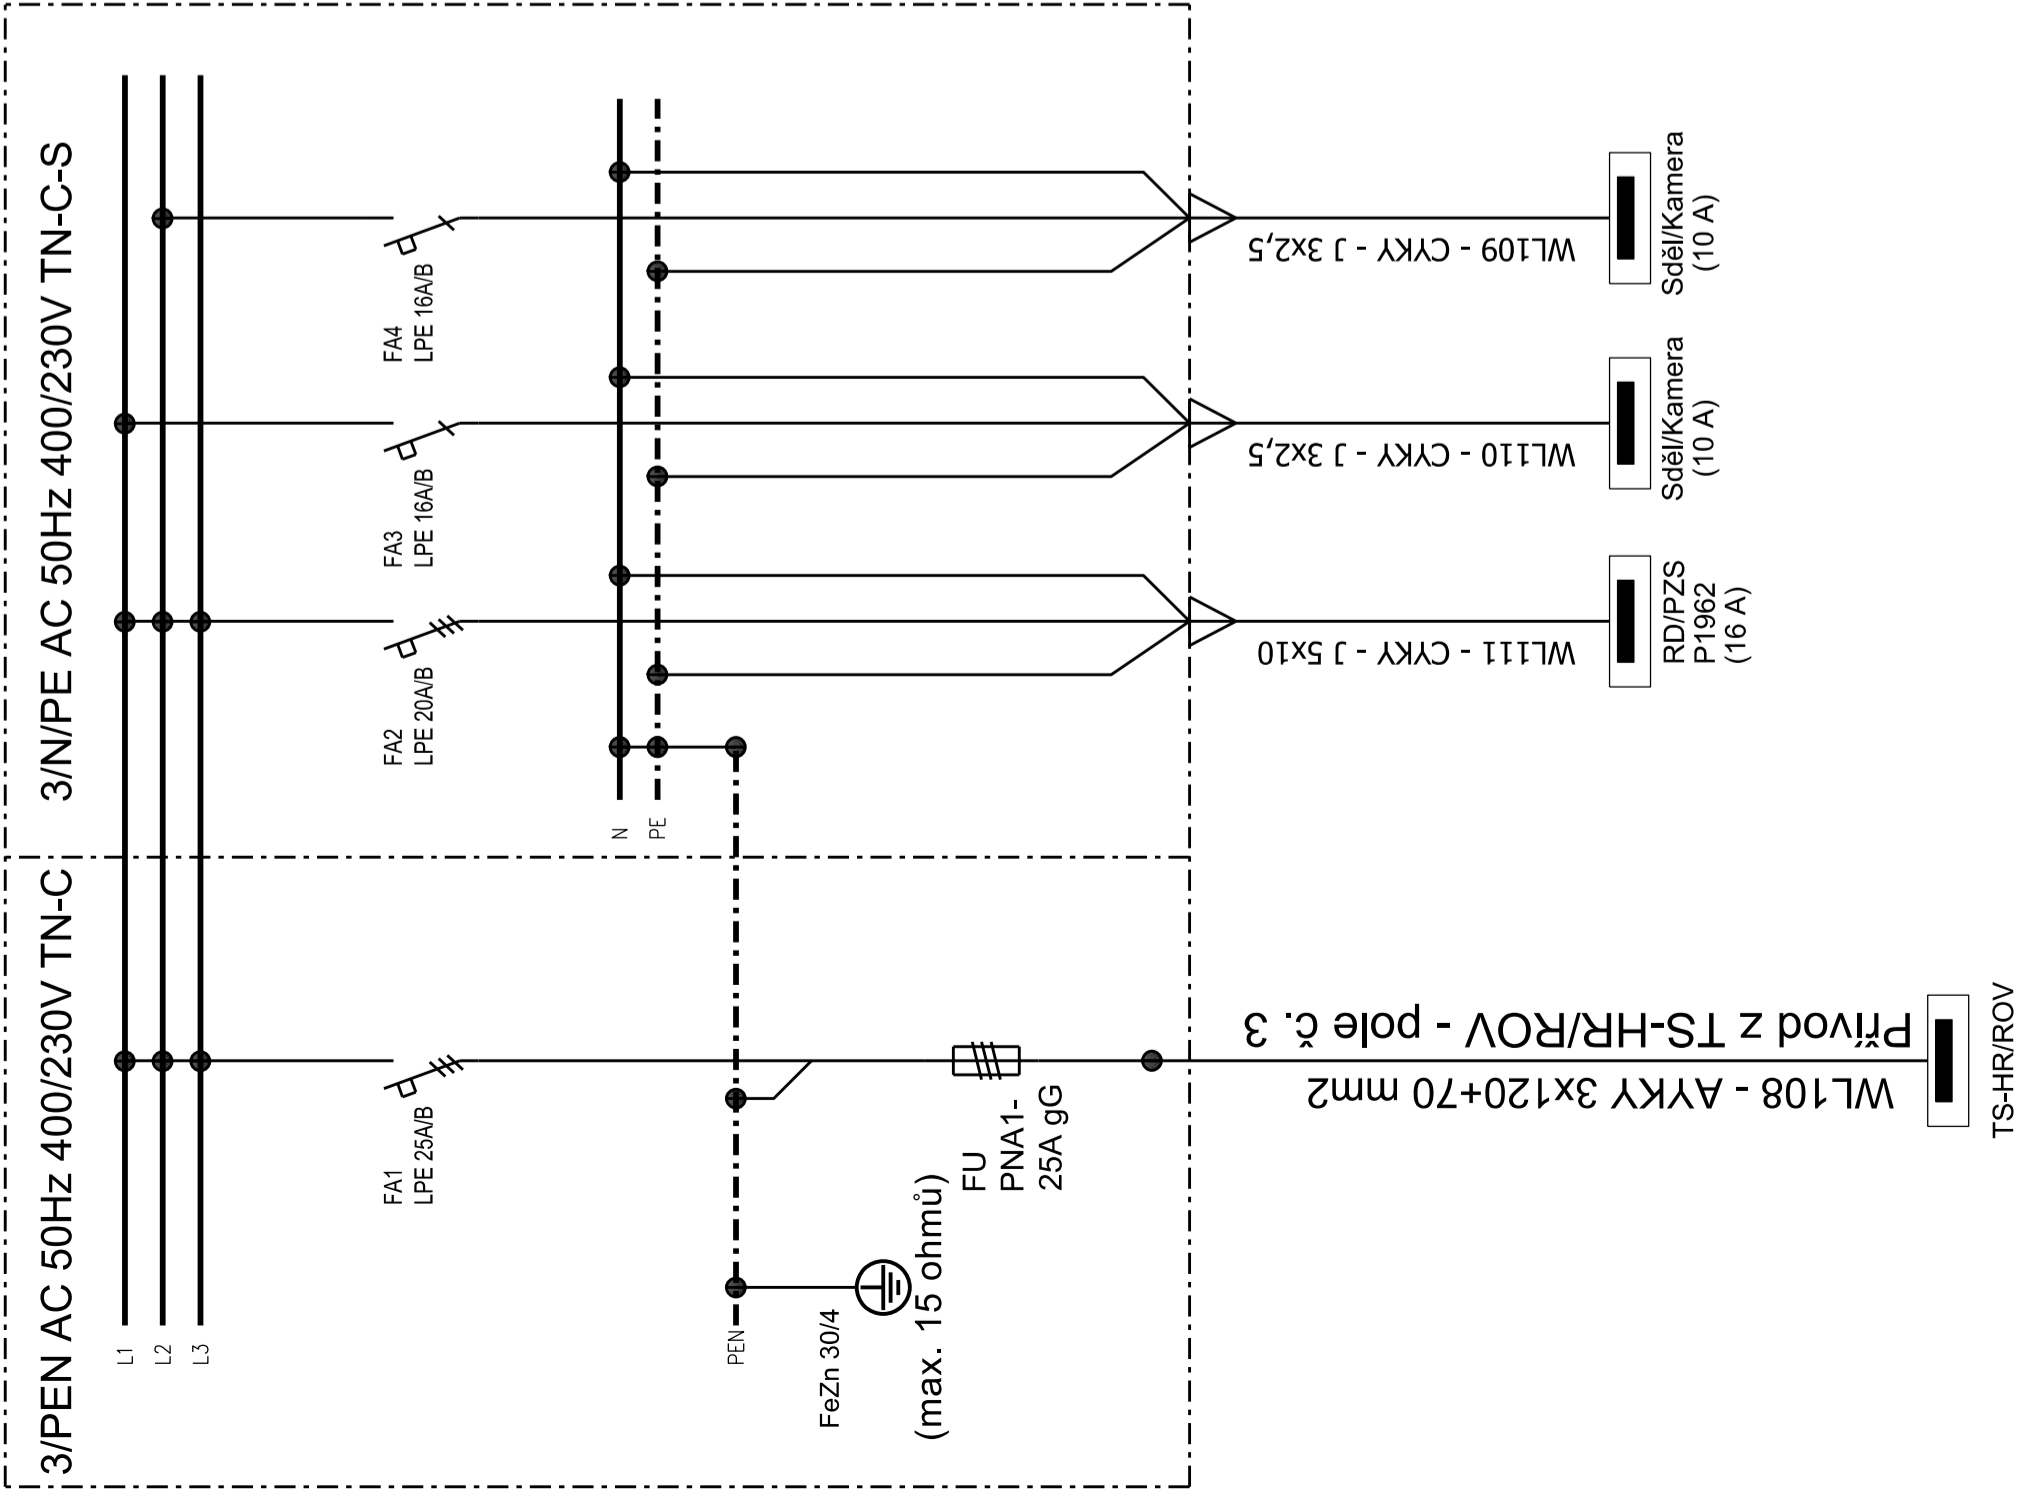 3/PEN AC 50Hz 400/230V TN-C
3/N/PE AC 50Hz 400/230V TN-C-S
L1
L2
L3
FA1
LPE 25A/B
FA2
LPE 20A/B
FA3
LPE 16A/B
FA4
LPE 16A/B
N
PE
PEN
FeZn 30/4
(max. 15 ohmů)
FU
PNA1-
25A gG
WL108 - AYKY 3x120+70 mm2
Přívod z TS-HR/ROV - pole č. 3
WL111 - CYKY - J 5x10
WL110 - CYKY - J 3x2,5
WL109 - CYKY - J 3x2,5
TS-HR/ROV
RD/PZS
P1962
(16 A)
Sděl/Kamera
(10 A)
Sděl/Kamera
(10 A)